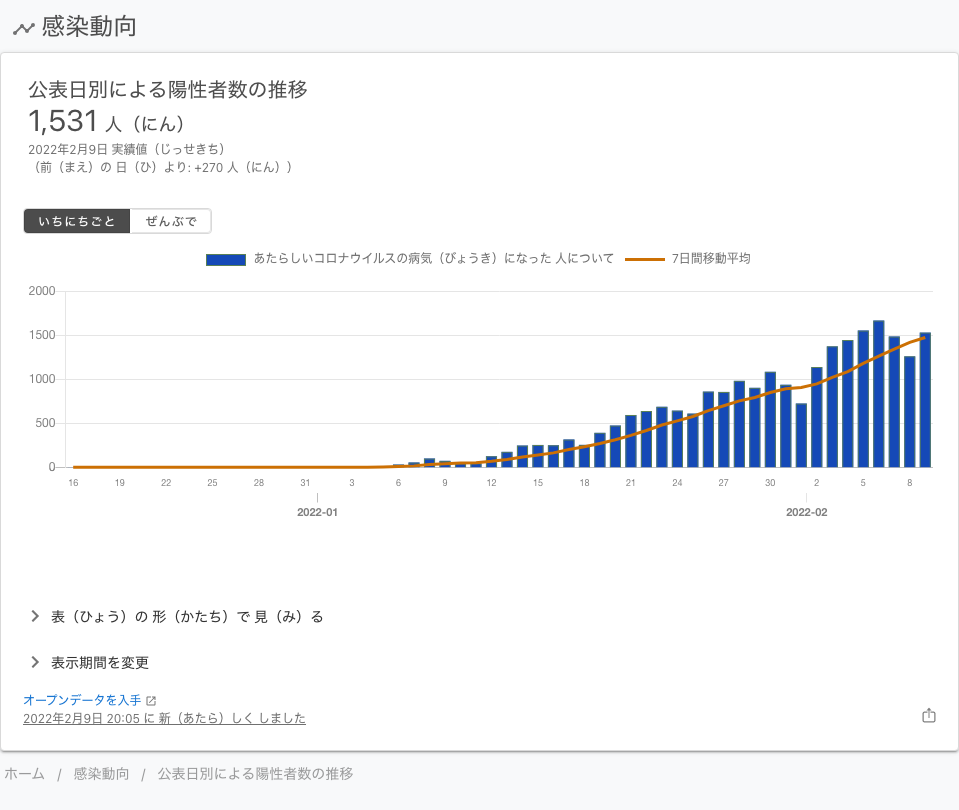 感染動向
公表日別による陽性者数の推移
1,531 人（にん）
2022年2月9日 実績値（じっせきち）
（前（まえ）の 日（ひ）より: +270 人（にん））
いちにちごと ぜんぶで
あたらしいコロナウイルスの病気（びょうき）になった 人について 7日間移動平均
2000
1500
1000
500
0
16 19 22 25 28 31 3 6 9 12 15 18 21 24 27 30 2 5 8
2022-01 2022-02
表（ひょう）の 形（かたち）で 見（み）る
表示期間を変更
オープンデータを入手
2022年2月9日 20:05 に 新（あたら）しく しました
ホーム / 感染動向 / 公表日別による陽性者数の推移